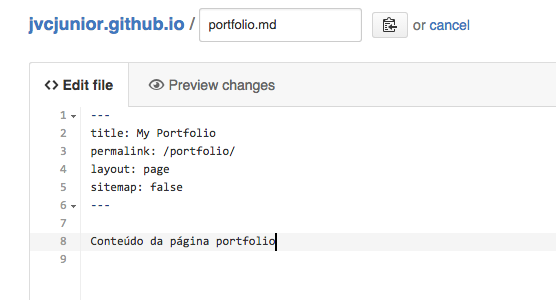 jvcjunior.github.io / portfolio.md or cancel
Edit file Preview changes
1 ---
2 title: My Portfolio
3 permalink: /portfolio/
4 layout: page
5 sitemap: false
6 ---
7
8 Conteúdo da página portfolio
9